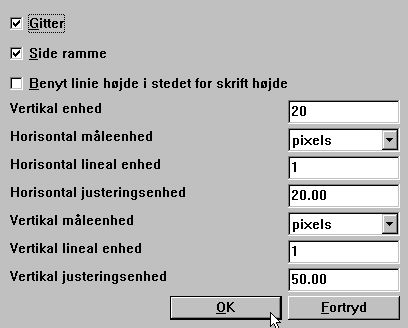 Gitter
Side ramme
Benyt linie højde i stedet for skrift højde
Vertikal enhed 20
Horisontal måleenhed pixels
Horisontal lineal enhed 1
Horisontal justeringsenhed 20.00
Vertikal måleenhed pixels
Vertikal lineal enhed 1
Vertikal justeringsenhed 50.00
OK Fortryd